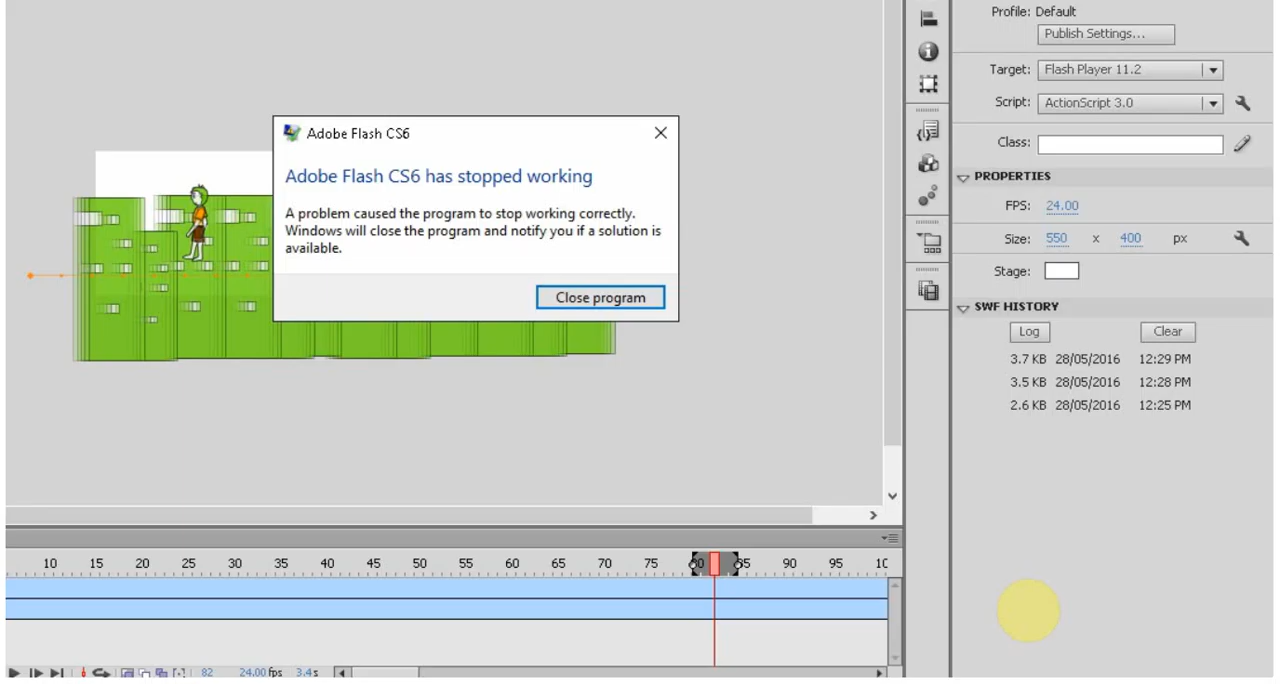 Profile: Default
Publish Settings...
Target: Flash Player 11.2
Script: ActionScript 3.0
Class:
PROPERTIES
FPS: 24.00
Size: 550 x 400 px
Stage:
SWF HISTORY
Log Clear
3.7 KB 28/05/2016 12:29 PM
3.5 KB 28/05/2016 12:28 PM
2.6 KB 28/05/2016 12:25 PM
Adobe Flash CS6
Adobe Flash CS6 has stopped working
A problem caused the program to stop working correctly.
Windows will close the program and notify you if a solution is
available.
Close program
10 15 20 25 30 35 40 45 50 55 60 65 70 75 80 85 90 95 10
82 24.00 fps 3.4 s